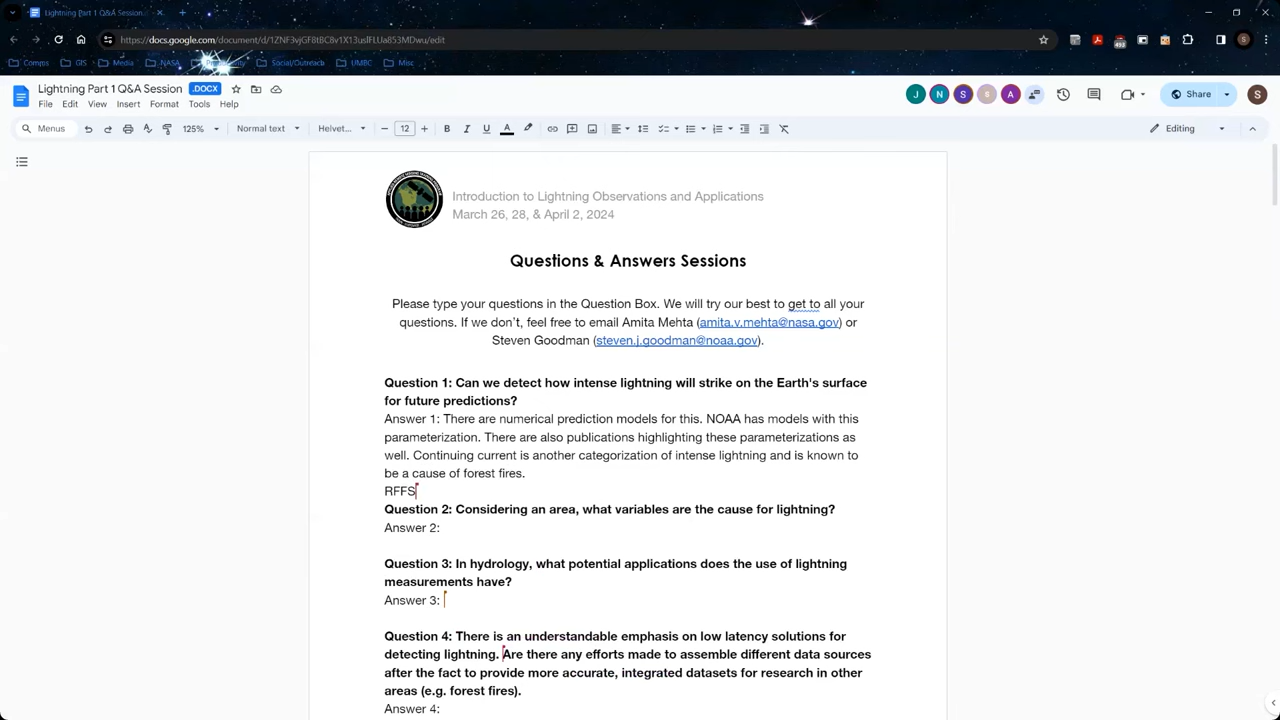 Lightning Part 1 Q&A Session
https://docs.google.com/document/d/1ZNF3vjGF8tBC8v1X13uslFLUa853MDwu/edit
Comps GIS Media NASA Social/Outreach UMBC Misc
Lightning Part 1 Q&A Session .DOCX
J N S S A Share S
File Edit View Insert Format Tools Help
Menus 125% Normal text Helvet... 12 Editing
Introduction to Lightning Observations and Applications
March 26, 28, & April 2, 2024
Questions & Answers Sessions
Please type your questions in the Question Box. We will try our best to get to all your
questions. If we don't, feel free to email Amita Mehta (amita.v.mehta@nasa.gov) or
Steven Goodman (steven.j.goodman@noaa.gov).
Question 1: Can we detect how intense lightning will strike on the Earth's surface
for future predictions?
Answer 1: There are numerical prediction models for this. NOAA has models with this
parameterization. There are also publications highlighting these parameterizations as
well. Continuing current is another categorization of intense lightning and is known to
be a cause of forest fires.
RFFS
Question 2: Considering an area, what variables are the cause for lightning?
Answer 2:
Question 3: In hydrology, what potential applications does the use of lightning
measurements have?
Answer 3:
Question 4: There is an understandable emphasis on low latency solutions for
detecting lightning. Are there any efforts made to assemble different data sources
after the fact to provide more accurate, integrated datasets for research in other
areas (e.g. forest fires).
Answer 4: